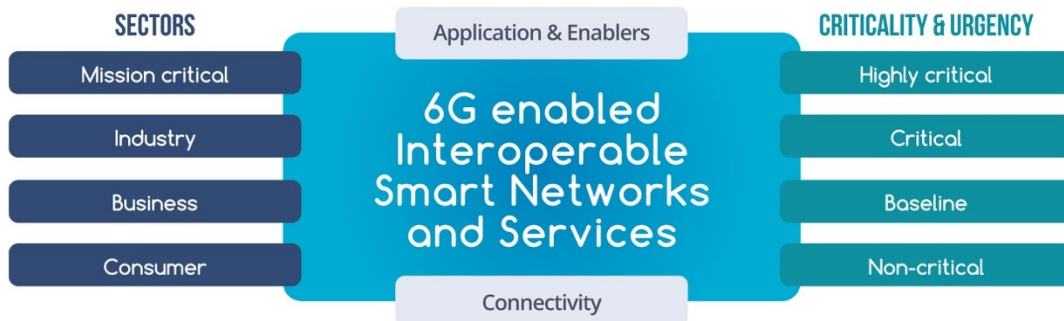 SECTORS
Mission critical
Industry
Business
Consumer
Application & Enablers
6G enabled
Interoperable
Smart Networks
and Services
Connectivity
CRITICALITY & URGENCY
Highly critical
Critical
Baseline
Non-critical